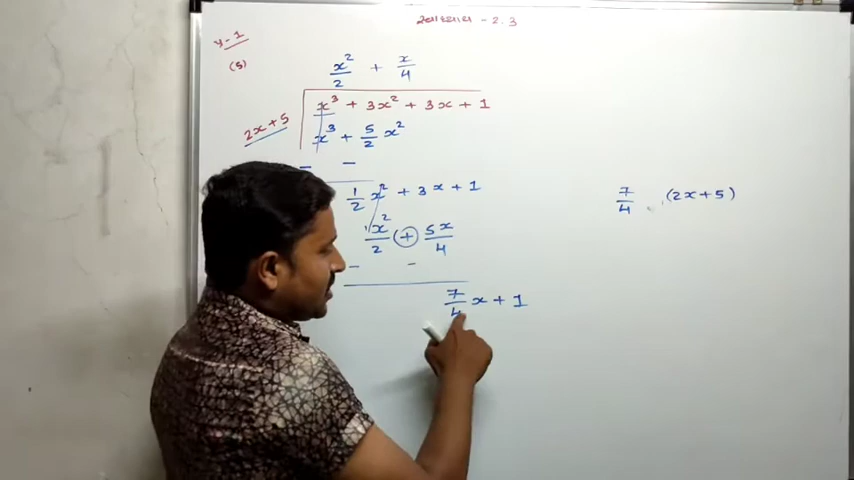 સ્વાધ્યાય - 2.3
પ્ર-1
(5)
x²/2 + x/4
2x+5
x³ + 3x² + 3x + 1
x³ + 5/2 x²
- -
1/2 x² + 3x + 1
x²/2 + 5x/4
- -
7/4 x + 1
7/4 (2x+5)